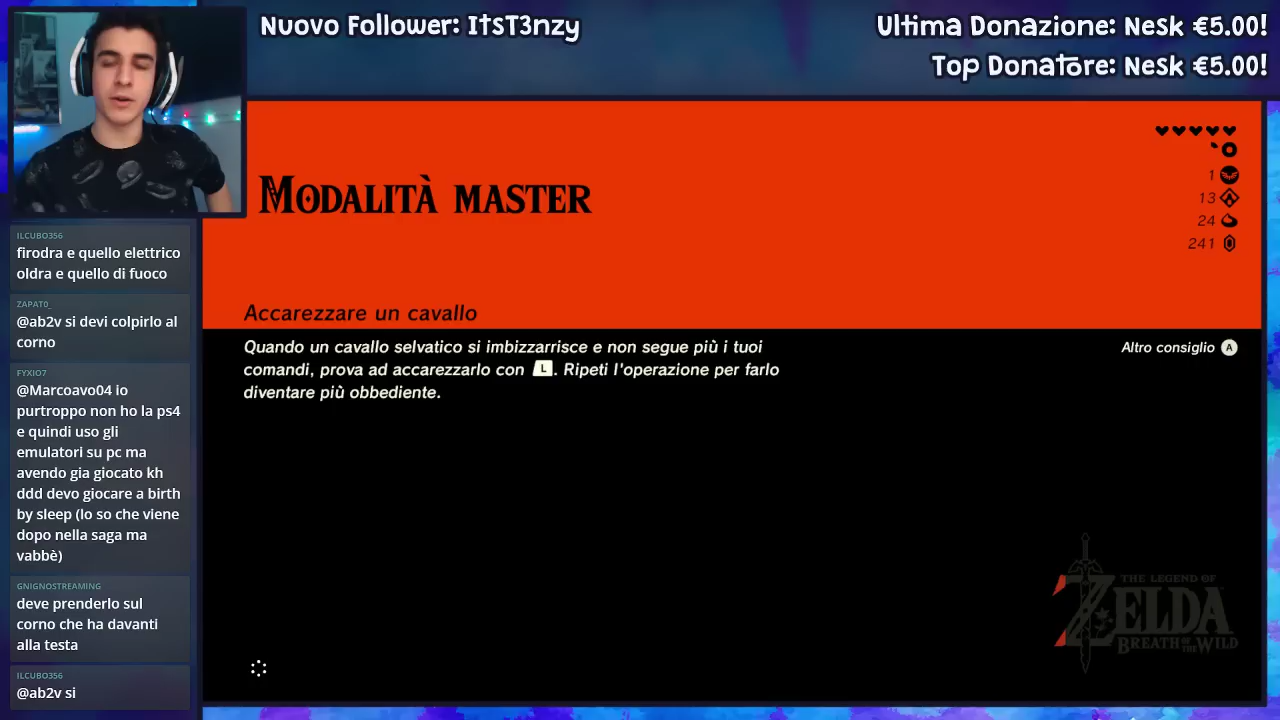 Nuovo Follower: ItsT3nzy
Ultima Donazione: Nesk €5.00!
Top Donatore: Nesk €5.00!
MODALITÀ MASTER
1
13
24
241
Accarezzare un cavallo
Quando un cavallo selvatico si imbizzarrisce e non segue più i tuoi
comandi, prova ad accarezzarlo con L. Ripeti l'operazione per farlo
diventare più obbediente.
Altro consiglio A
ILCUBO356
firodra e quello elettrico
oldra e quello di fuoco
ZAPAT0_
@ab2v si devi colpirlo al
corno
FYXIO7
@Marcoavo04 io
purtroppo non ho la ps4
e quindi uso gli
emulatori su pc ma
avendo gia giocato kh
ddd devo giocare a birth
by sleep (lo so che viene
dopo nella saga ma
vabbè)
GNIGNOSTREAMING
deve prenderlo sul
corno che ha davanti
alla testa
ILCUBO356
@ab2v si
THE LEGEND OF
ZELDA
BREATH OF THE WILD